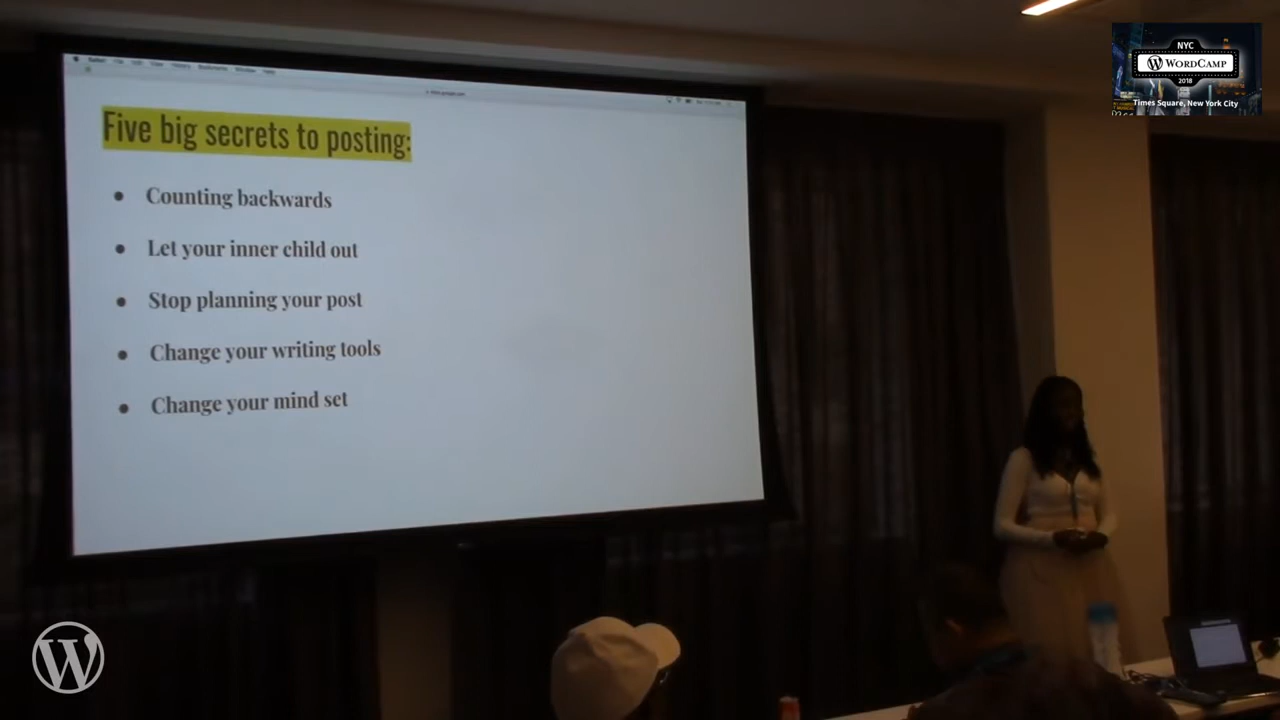 NYC
WORDCAMP
2018
Times Square, New York City
Five big secrets to posting:
• Counting backwards
• Let your inner child out
• Stop planning your post
• Change your writing tools
• Change your mind set